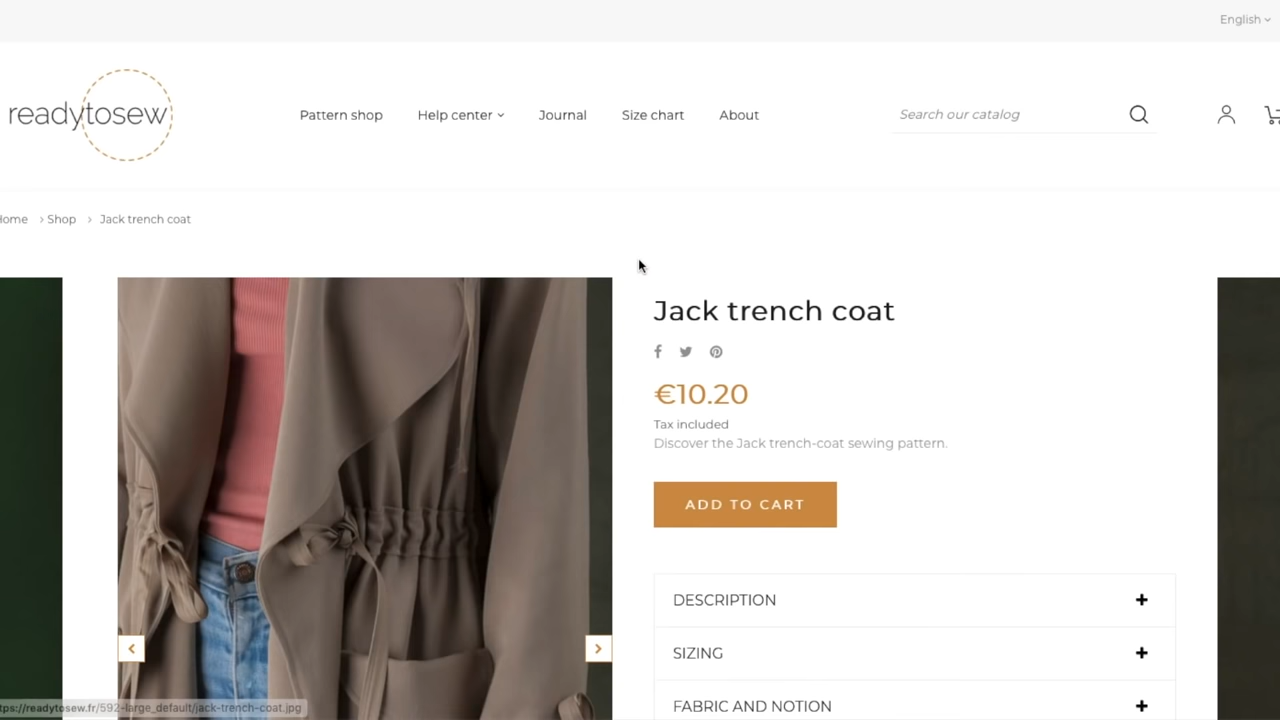 English
readytosew
Pattern shop Help center Journal Size chart About Search our catalog
Home > Shop > Jack trench coat
Jack trench coat
€10.20
Tax included
Discover the Jack trench-coat sewing pattern.
ADD TO CART
DESCRIPTION +
SIZING +
FABRIC AND NOTION +
ttps://readytosew.fr/592-large_default/jack-trench-coat.jpg